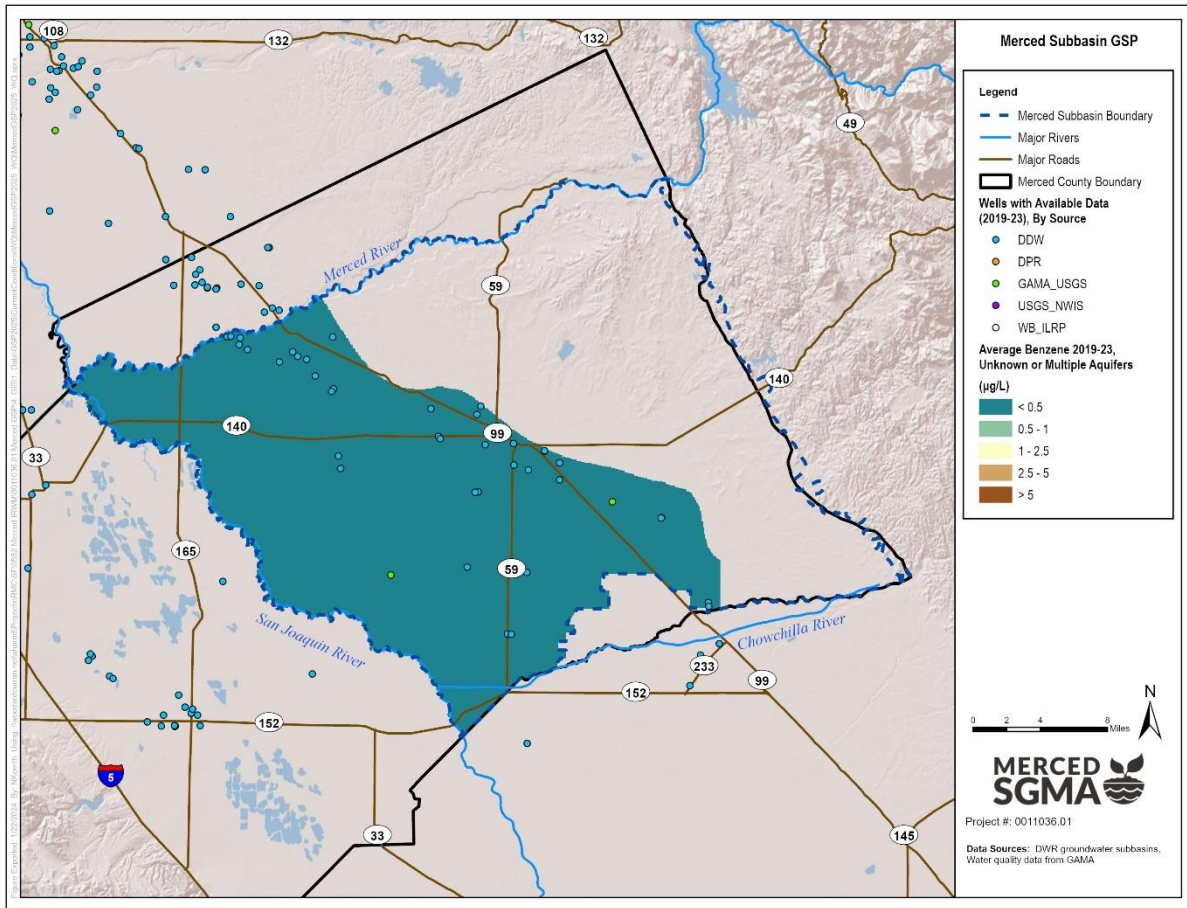 Merced Subbasin GSP
Legend
Merced Subbasin Boundary
Major Rivers
Major Roads
Merced County Boundary
Wells with Available Data
(2019-23), By Source
DDW
DPR
GAMA_USGS
USGS_NWIS
WB_ILRP
Average Benzene 2019-23,
Unknown or Multiple Aquifers
(µg/L)
< 0.5
0.5 - 1
1 - 2.5
2.5 - 5
> 5
N
0 2 4 8
Miles
MERCED
SGMA
Project #: 0011036.01
Data Sources: DWR groundwater subbasins,
Water quality data from GAMA
108
132
132
49
Merced River
59
140
140
99
33
165
59
San Joaquin River
Chowchilla River
233
99
152
152
5
33
145